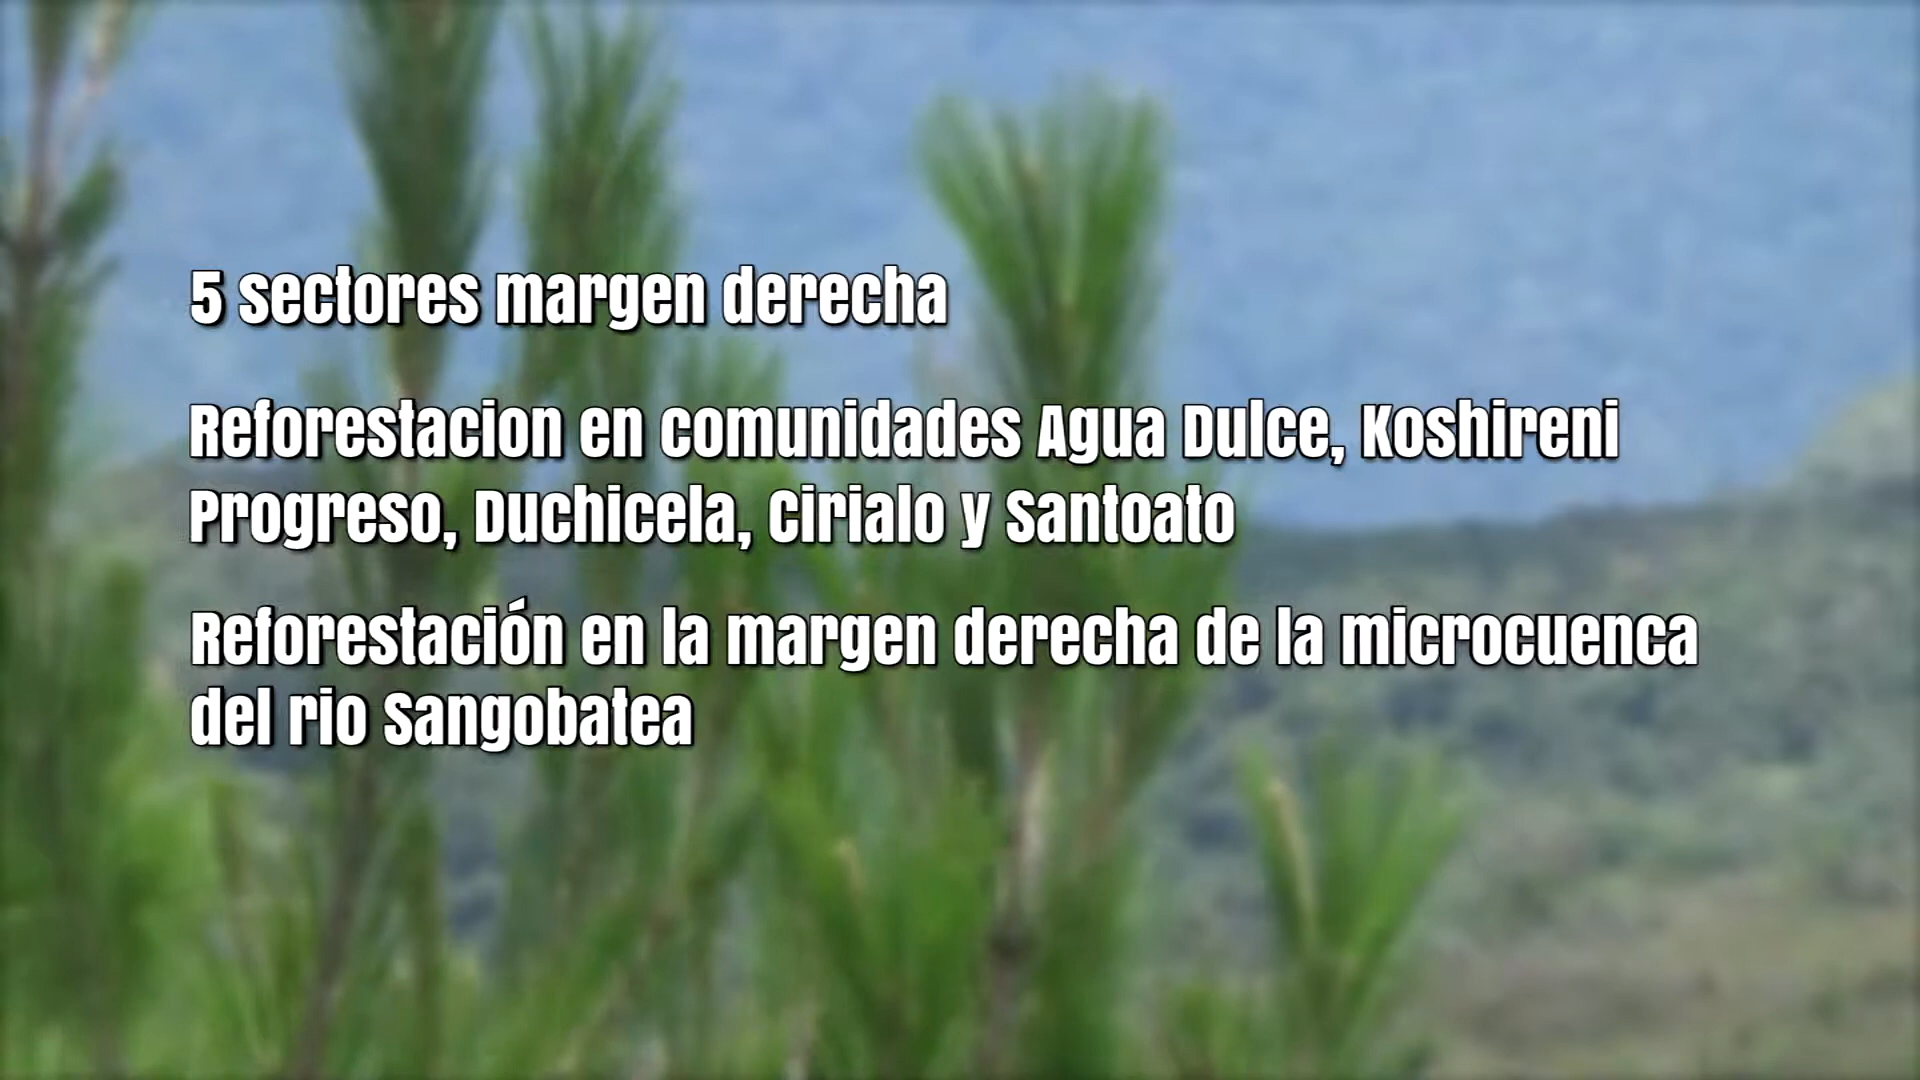 5 sectores margen derecha
Reforestacion en comunidades Agua Dulce, Koshireni
Progreso, Duchicela, Cirialo y Santoato
Reforestación en la margen derecha de la microcuenca
del rio Sangobatea